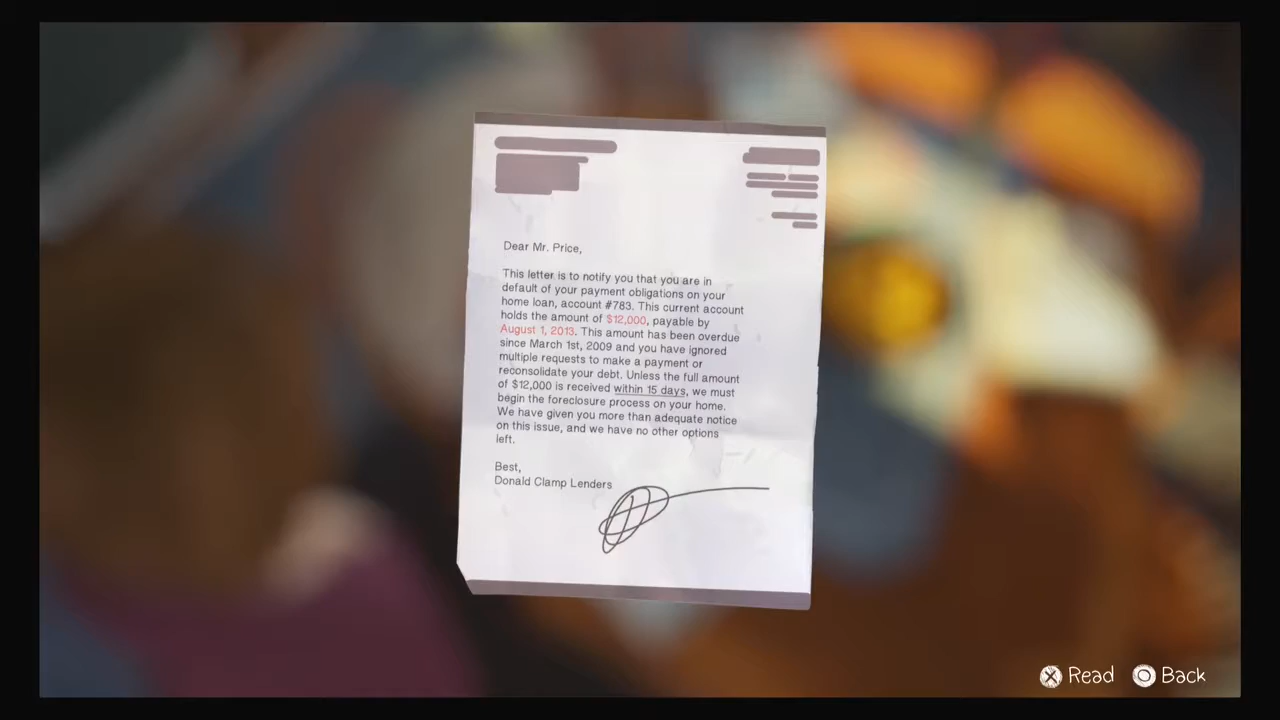 Dear Mr. Price,
This letter is to notify you that you are in
default of your payment obligations on your
home loan, account #783. This current account
holds the amount of $12,000, payable by
August 1, 2013. This amount has been overdue
since March 1st, 2009 and you have ignored
multiple requests to make a payment or
reconsolidate your debt. Unless the full amount
of $12,000 is received within 15 days, we must
begin the foreclosure process on your home.
We have given you more than adequate notice
on this issue, and we have no other options
left.
Best,
Donald Clamp Lenders
Read
Back